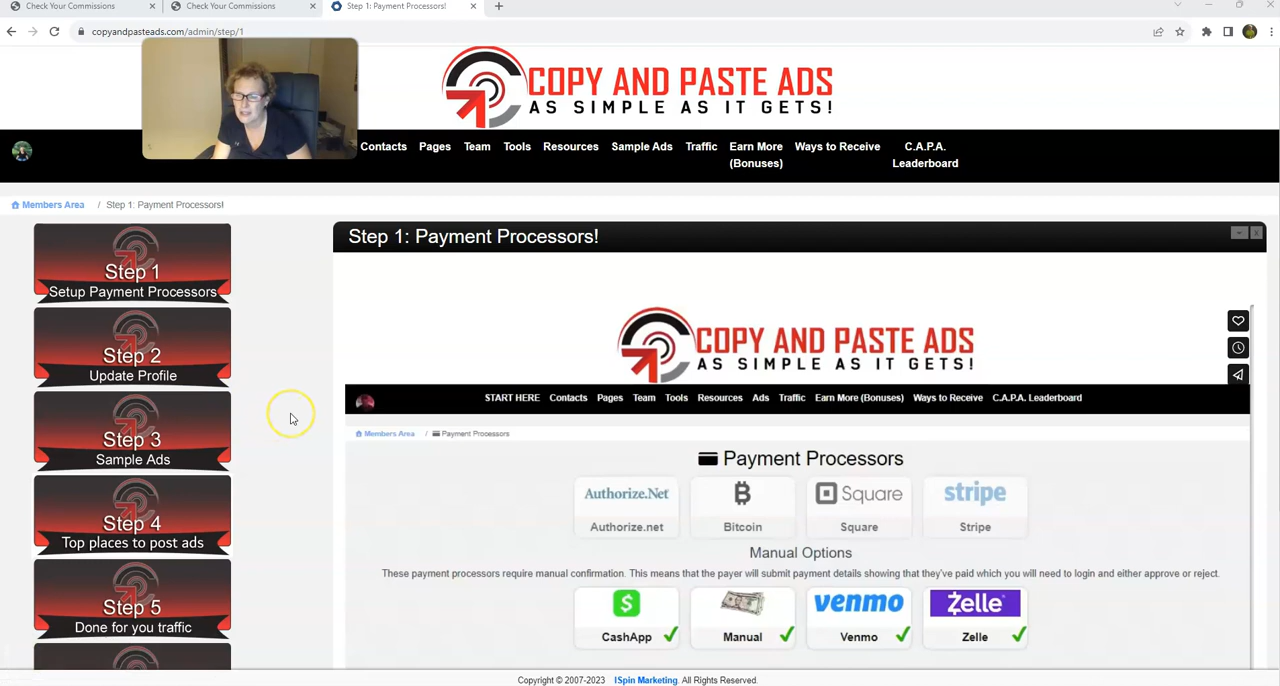 Check Your Commissions
Check Your Commissions
Step 1: Payment Processors!
copyandpasteads.com/admin/step/1
COPY AND PASTE ADS
AS SIMPLE AS IT GETS!
Contacts Pages Team Tools Resources Sample Ads Traffic Earn More (Bonuses) Ways to Receive C.A.P.A. Leaderboard
Members Area / Step 1: Payment Processors!
Step 1
Setup Payment Processors
Step 2
Update Profile
Step 3
Sample Ads
Step 4
Top places to post ads
Step 5
Done for you traffic
Step 1: Payment Processors!
COPY AND PASTE ADS
AS SIMPLE AS IT GETS!
START HERE Contacts Pages Team Tools Resources Ads Traffic Earn More (Bonuses) Ways to Receive C.A.P.A. Leaderboard
Members Area / Payment Processors
Payment Processors
Authorize.Net Square stripe
Authorize.net Bitcoin Square Stripe
Manual Options
These payment processors require manual confirmation. This means that the payer will submit payment details showing that they've paid which you will need to login and either approve or reject.
venmo Zelle
CashApp Manual Venmo Zelle
Copyright © 2007-2023 ISpin Marketing. All Rights Reserved.